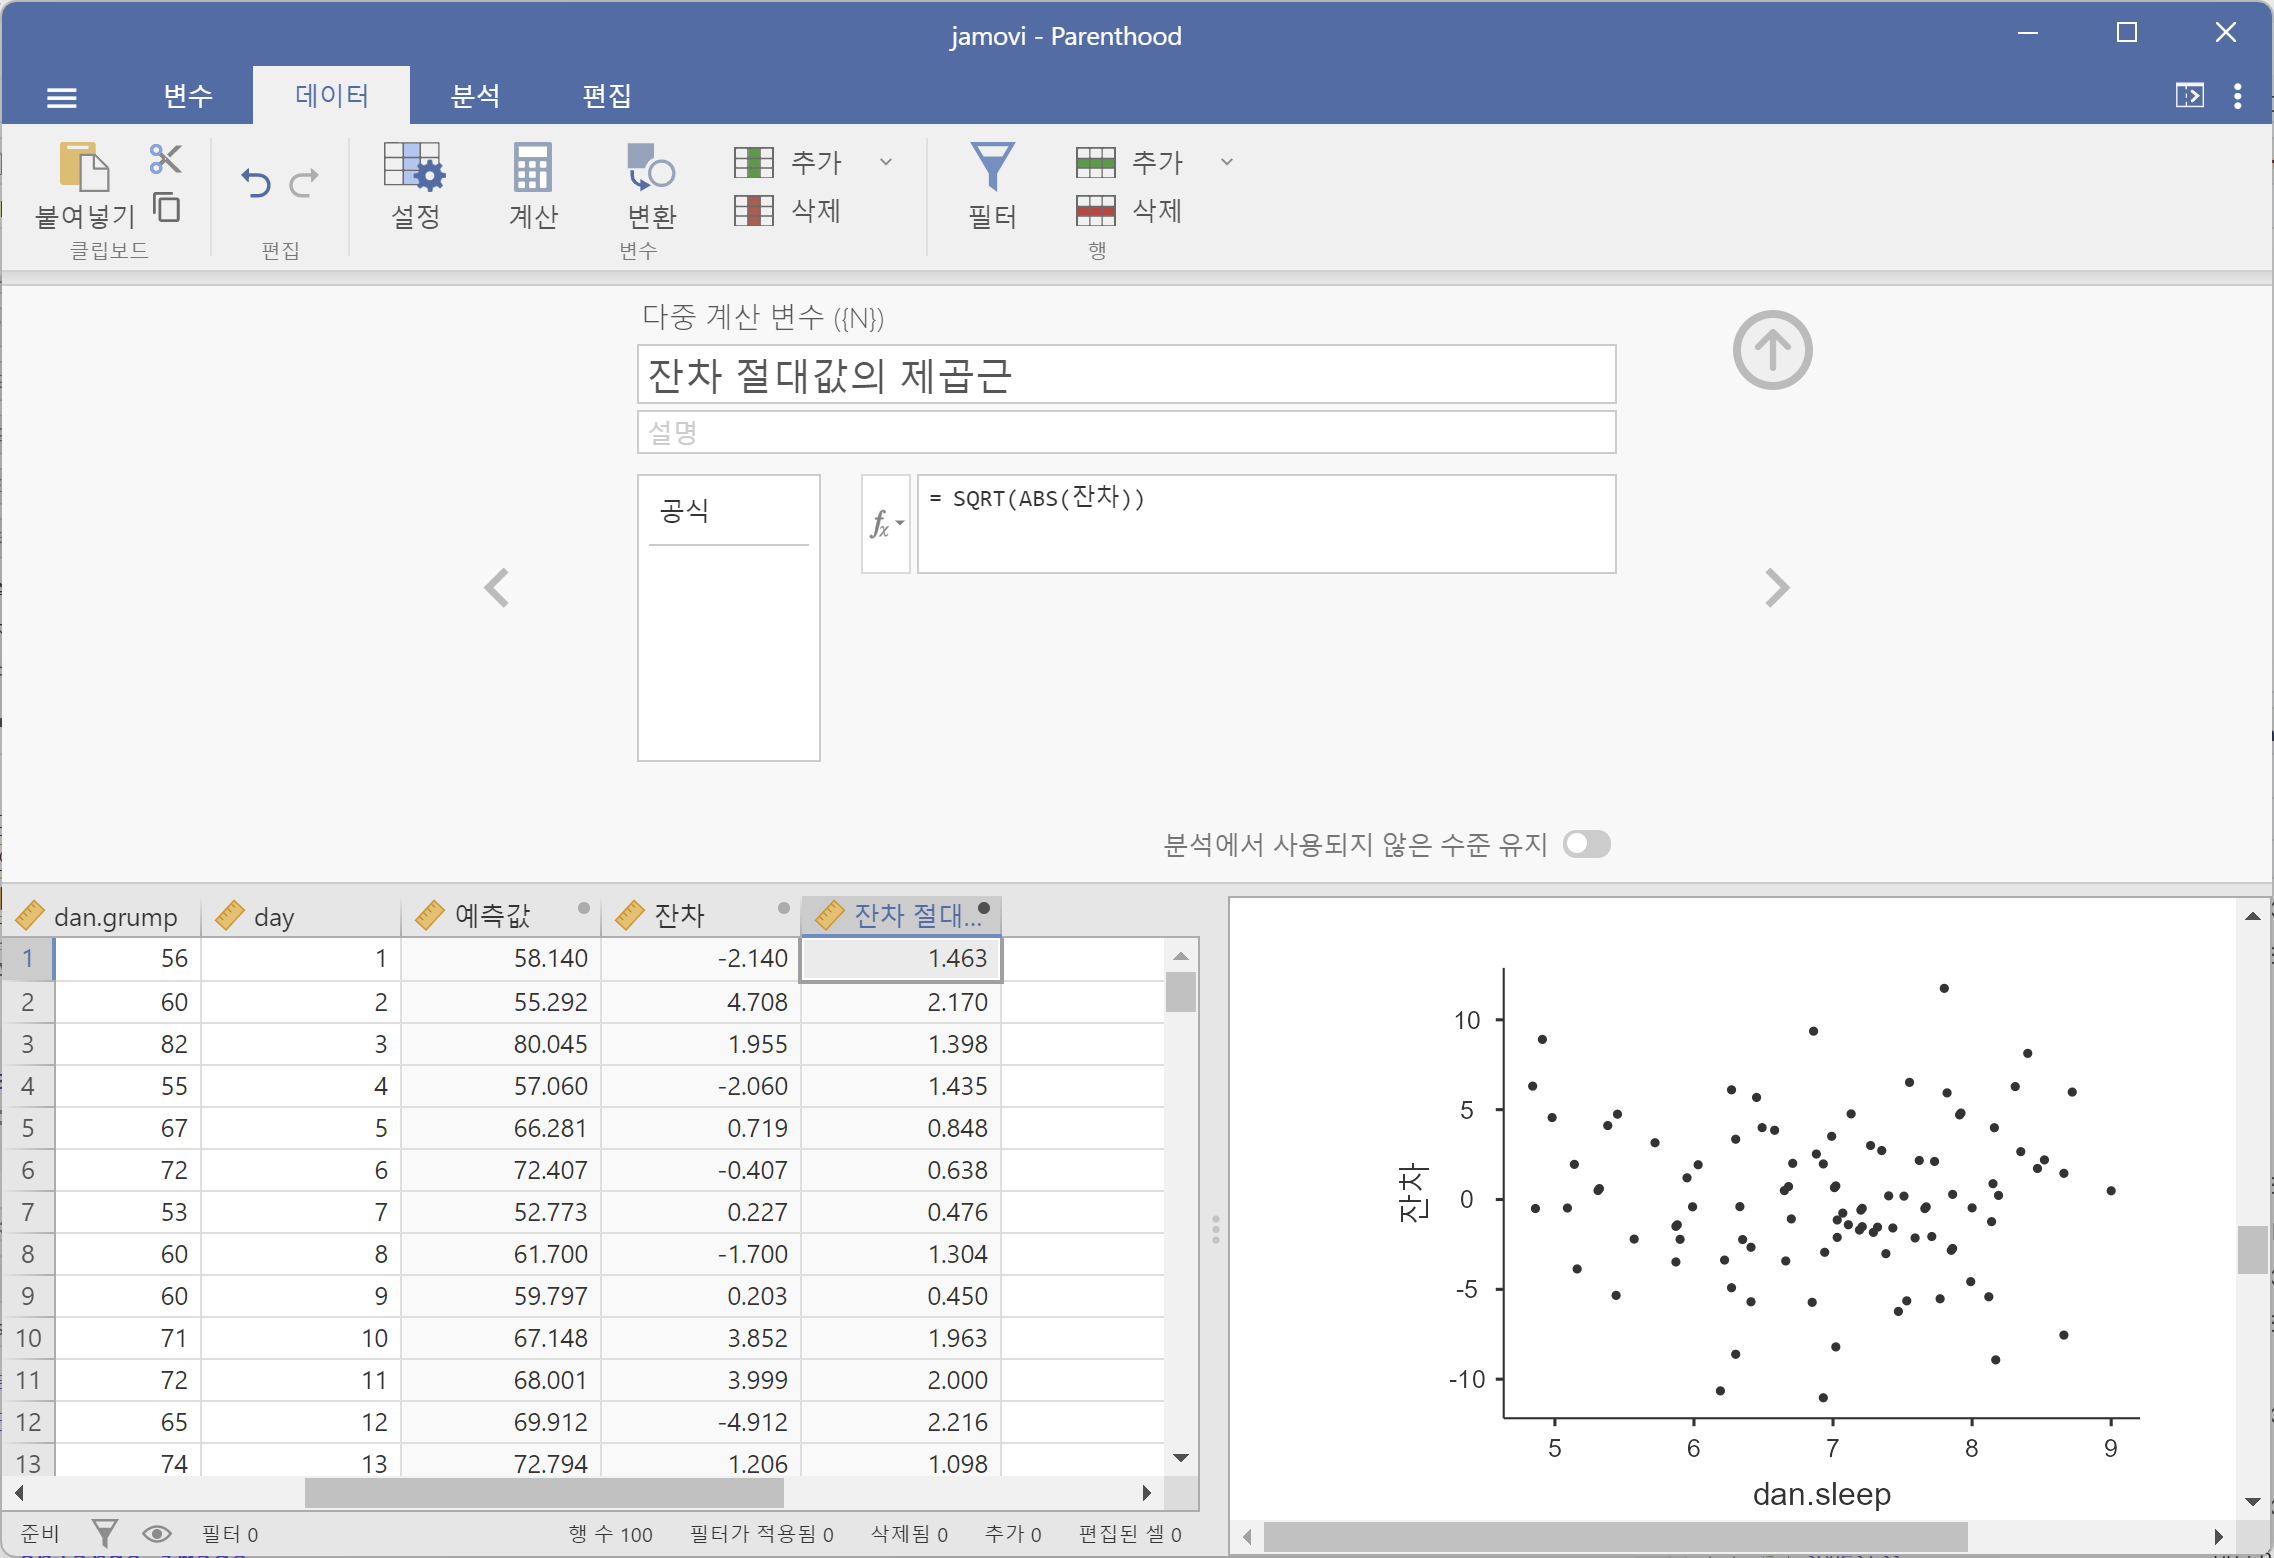 jamovi - Parenthood
변수 데이터 분석 편집
붙여넣기
클립보드
편집
설정 계산 변환
추가
삭제
변수
필터
추가
삭제
행
다중 계산 변수 ({N})
잔차 절대값의 제곱근
설명
공식
fx
= SQRT(ABS(잔차))
분석에서 사용되지 않은 수준 유지
dan.grump day 예측값 잔차 잔차 절대...
1 56 1 58.140 -2.140 1.463
2 60 2 55.292 4.708 2.170
3 82 3 80.045 1.955 1.398
4 55 4 57.060 -2.060 1.435
5 67 5 66.281 0.719 0.848
6 72 6 72.407 -0.407 0.638
7 53 7 52.773 0.227 0.476
8 60 8 61.700 -1.700 1.304
9 60 9 59.797 0.203 0.450
10 71 10 67.148 3.852 1.963
11 72 11 68.001 3.999 2.000
12 65 12 69.912 -4.912 2.216
13 74 13 72.794 1.206 1.098
준비 필터 0 행 수 100 필터가 적용됨 0 삭제됨 0 추가 0 편집된 셀 0
잔차
10
5
0
-5
-10
5 6 7 8 9
dan.sleep